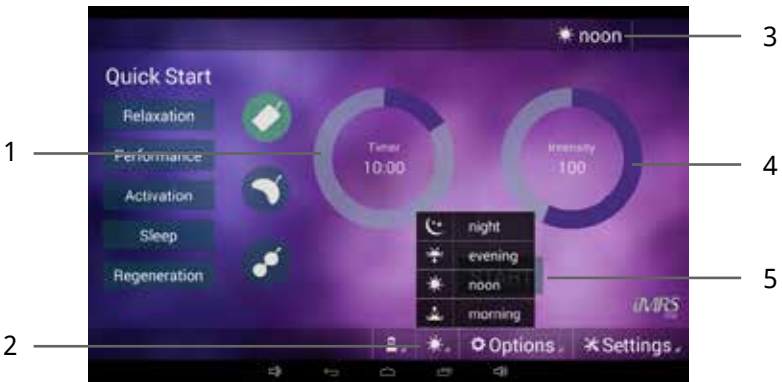 noon
3
Quick Start
Relaxation
1
Performance
Activation
Sleep
Regeneration
Timer
10:00
Intensity
100
4
night
evening
noon
morning
START
5
iMRS
2
Options
Settings